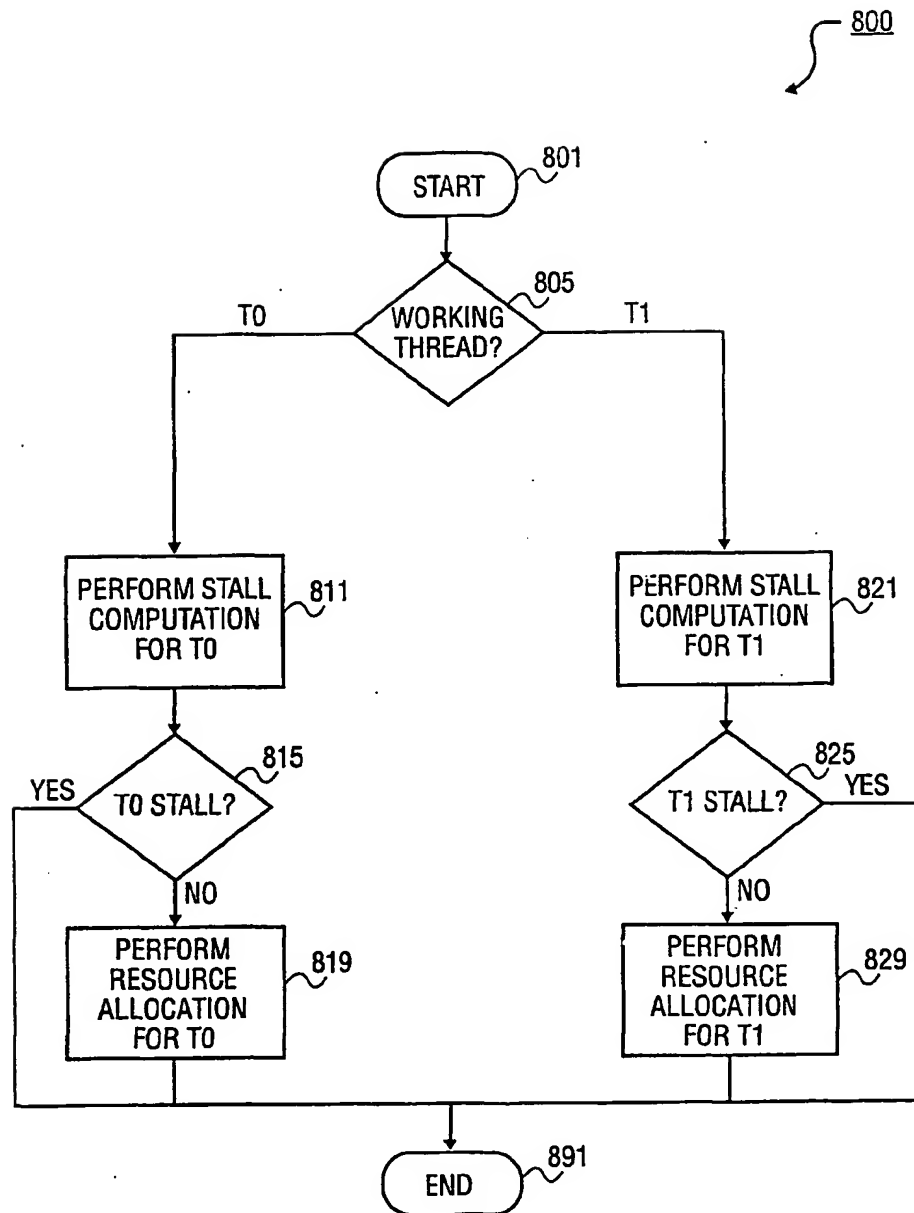 800
START
801
WORKING
THREAD?
805
T0
T1
PERFORM STALL
COMPUTATION
FOR T0
811
PERFORM STALL
COMPUTATION
FOR T1
821
T0 STALL?
815
YES
NO
T1 STALL?
825
YES
NO
PERFORM
RESOURCE
ALLOCATION
FOR T0
819
PERFORM
RESOURCE
ALLOCATION
FOR T1
829
END
891